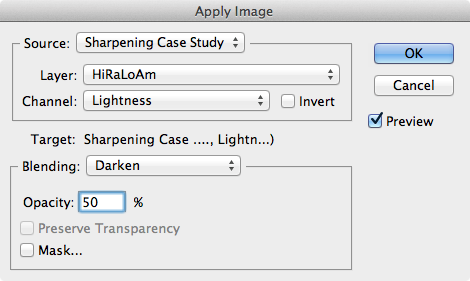 Apply Image
Source: Sharpening Case Study
OK
Layer: HiRaLoAm
Cancel
Channel: Lightness
Invert
Preview
Target: Sharpening Case ...., Lightn...)
Blending: Darken
Opacity: 50 %
Preserve Transparency
Mask...